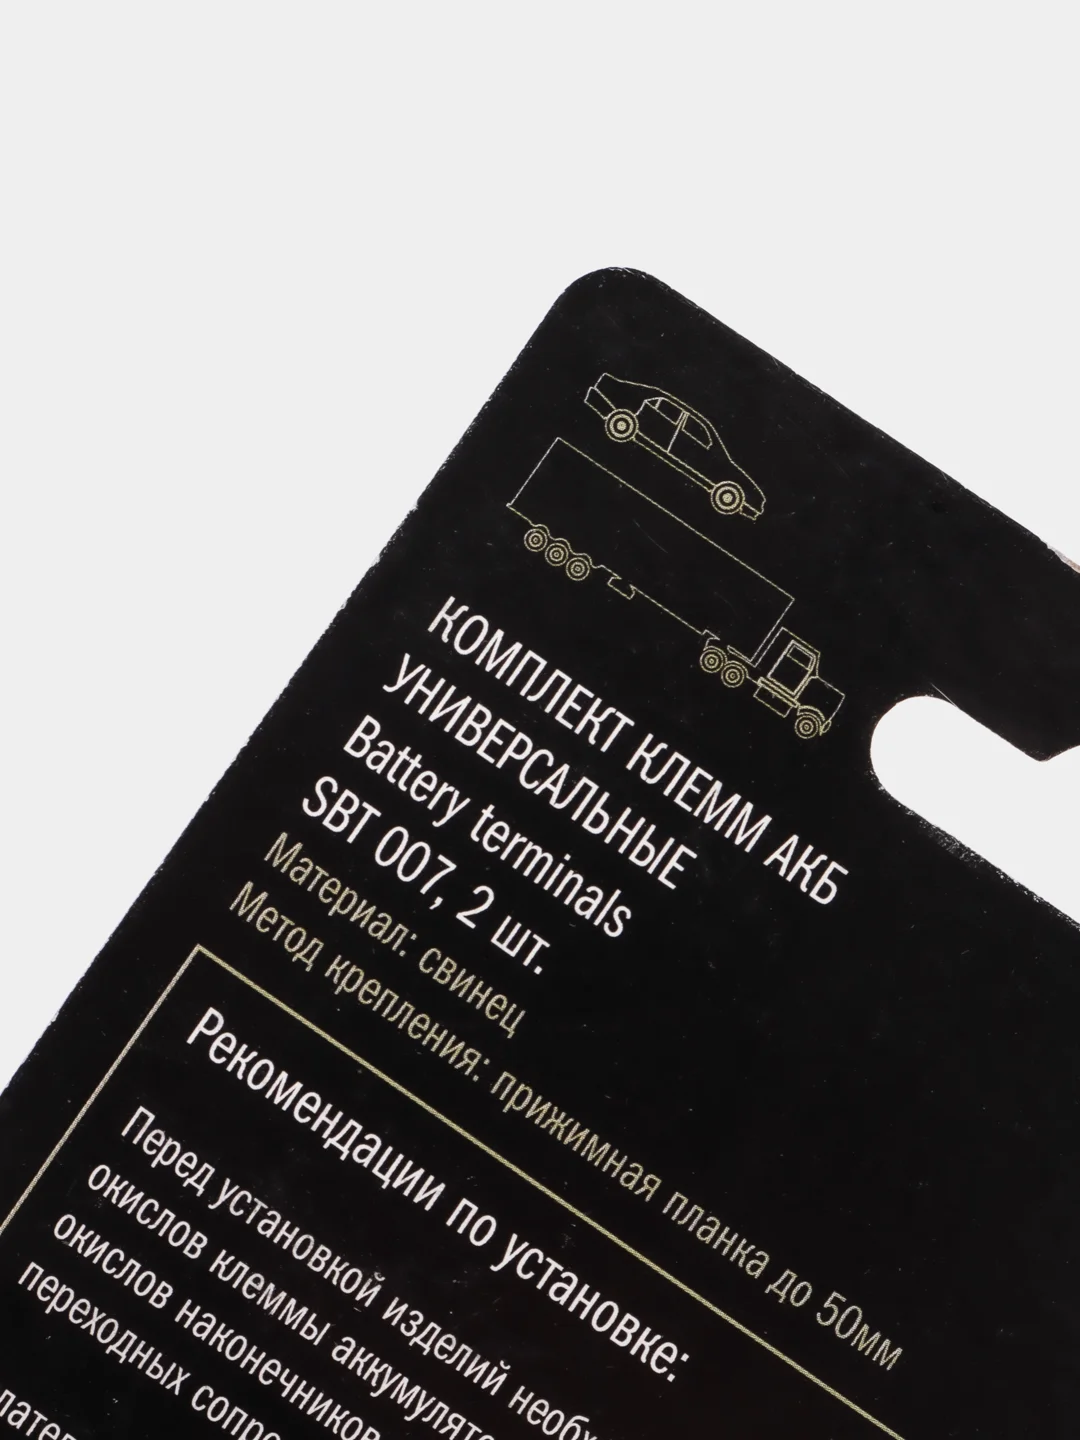 КОМПЛЕКТ КЛЕММ АКБ
УНИВЕРСАЛЬНЫЕ
Battery terminals
SBT 007, 2 шт.
Материал: свинец
Метод крепления: прижимная планка до 50мм
Рекомендации по установке:
Перед установкой изделий
окислов клеммы
окислов наконечников
переходных